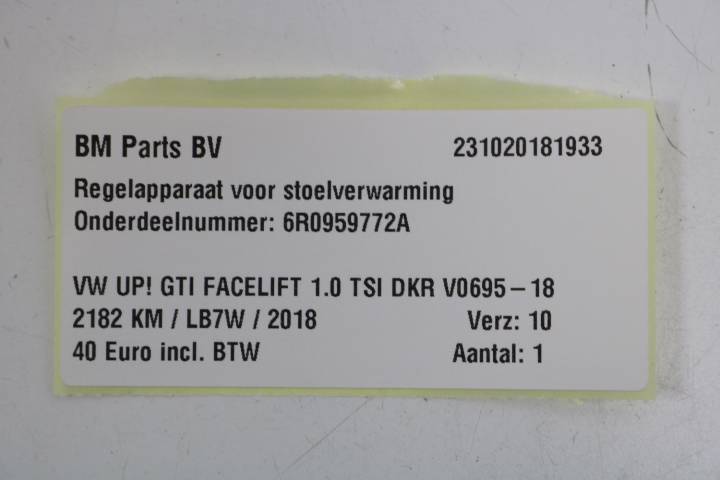 BM Parts BV 231020181933
Regelapparaat voor stoelverwarming
Onderdeelnummer: 6R0959772A
VW UP! GTI FACELIFT 1.0 TSI DKR V0695-18
2182 KM / LB7W / 2018 Verz: 10
40 Euro incl. BTW Aantal: 1